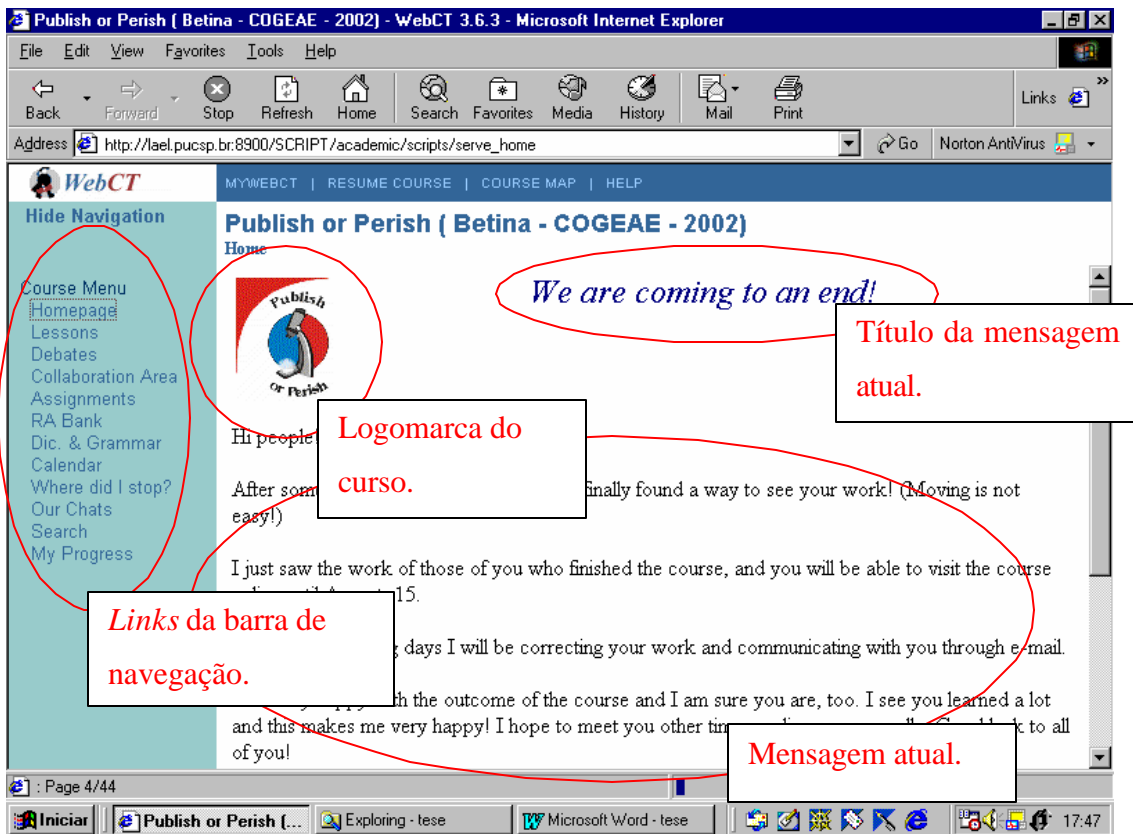 Publish or Perish ( Betina - COGEAE - 2002) - WebCT 3.6.3 - Microsoft Internet Explorer
File Edit View Favorites Tools Help
Back Forward Stop Refresh Home Search Favorites Media History Mail Print Links
Address http://lael.pucsp.br:8900/SCRIPT/academic/scripts/serve_home Go Norton AntiVirus
WebCT
MYWEBCT | RESUME COURSE | COURSE MAP | HELP
Hide Navigation
Publish or Perish ( Betina - COGEAE - 2002)
Home
Course Menu
Homepage
Lessons
Debates
Collaboration Area
Assignments
RA Bank
Dic. & Grammar
Calendar
Where did I stop?
Our Chats
Search
My Progress
Publish
or Perish
We are coming to an end!
Título da mensagem
atual.
Logomarca do
curso.
Hi people!
After finally found a way to see your work! (Moving is not
easy!)
I just saw the work of those of you who finished the course, and you will be able to visit the course
15.
Links da barra de
navegação.
days I will be correcting your work and communicating with you through e-mail.
the outcome of the course and I am sure you are, too. I see you learned a lot
and this makes me very happy! I hope to meet you other to all
of you!
Mensagem atual.
: Page 4/44
Iniciar Publish or Perish (... Exploring - tese Microsoft Word - tese 17:47